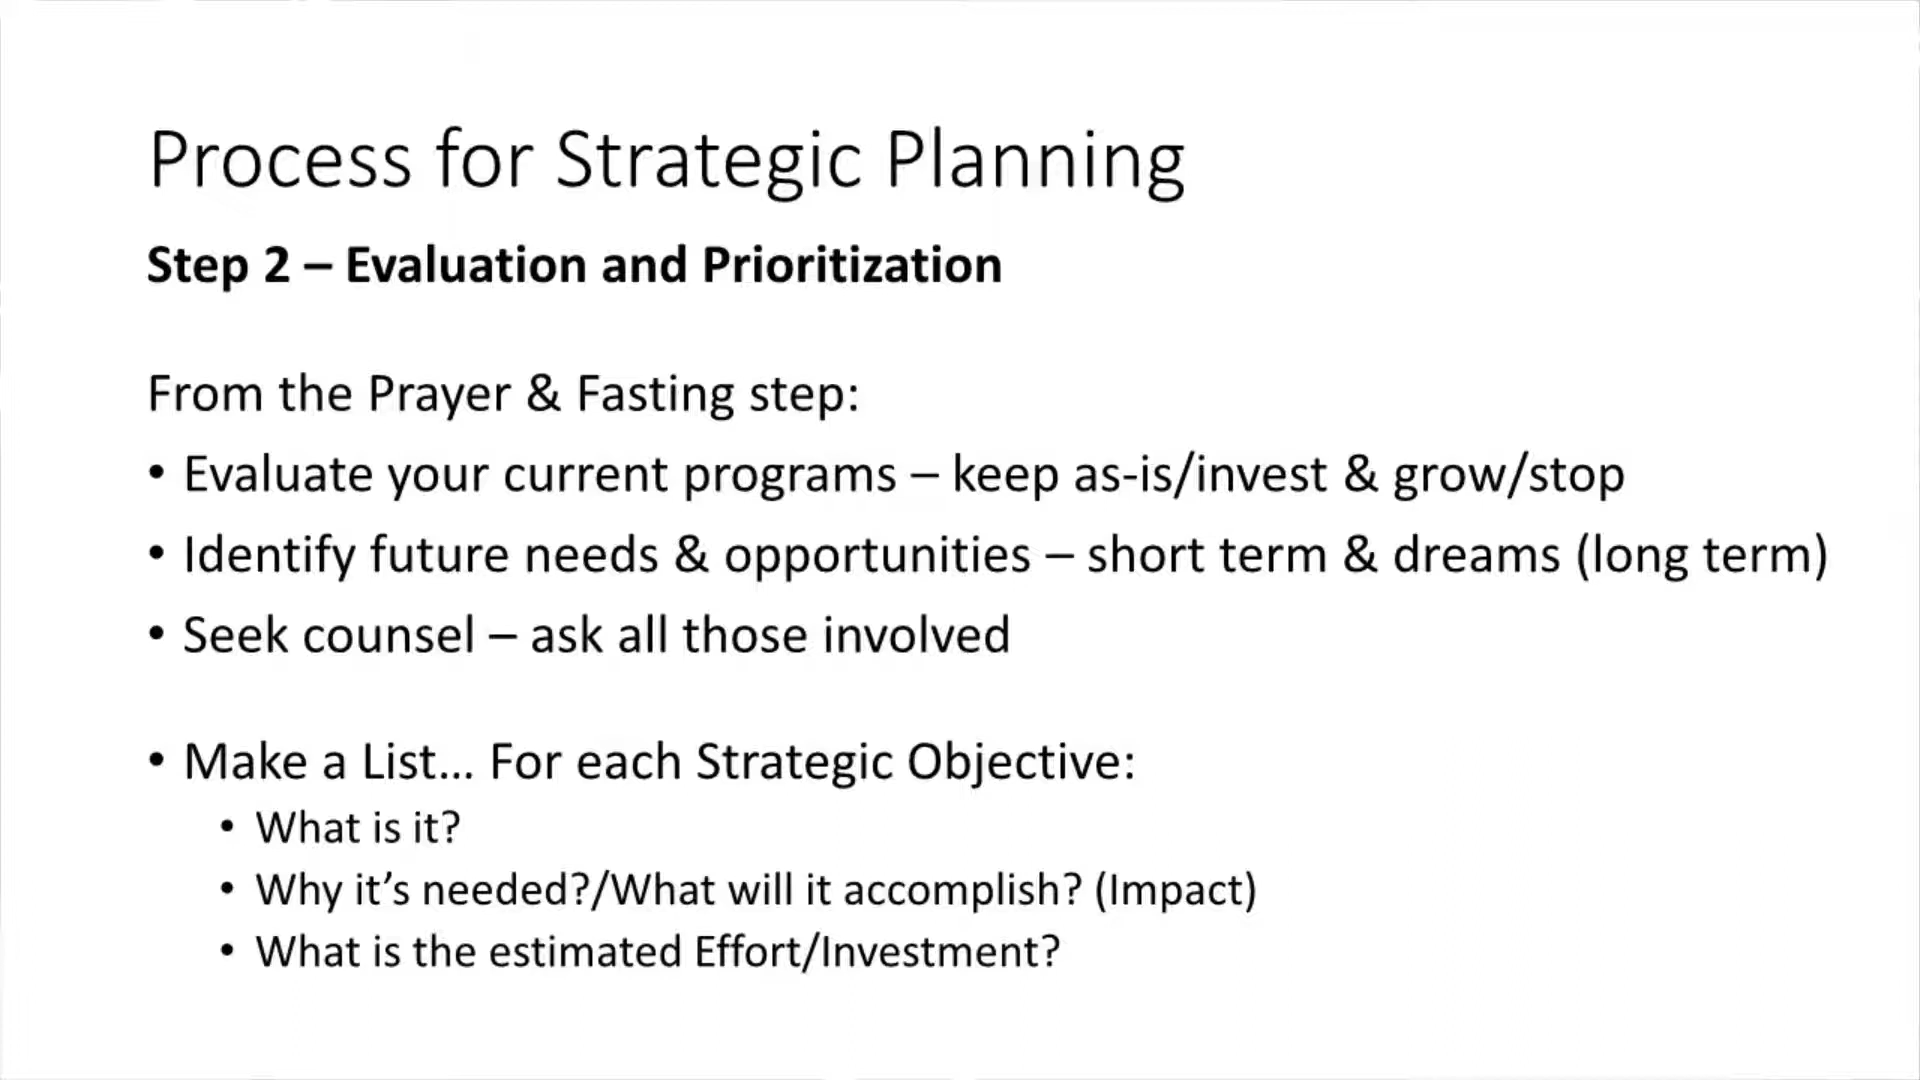 Process for Strategic Planning
Step 2 – Evaluation and Prioritization
From the Prayer & Fasting step:
• Evaluate your current programs – keep as-is/invest & grow/stop
• Identify future needs & opportunities – short term & dreams (long term)
• Seek counsel – ask all those involved
• Make a List... For each Strategic Objective:
• What is it?
• Why it’s needed?/What will it accomplish? (Impact)
• What is the estimated Effort/Investment?